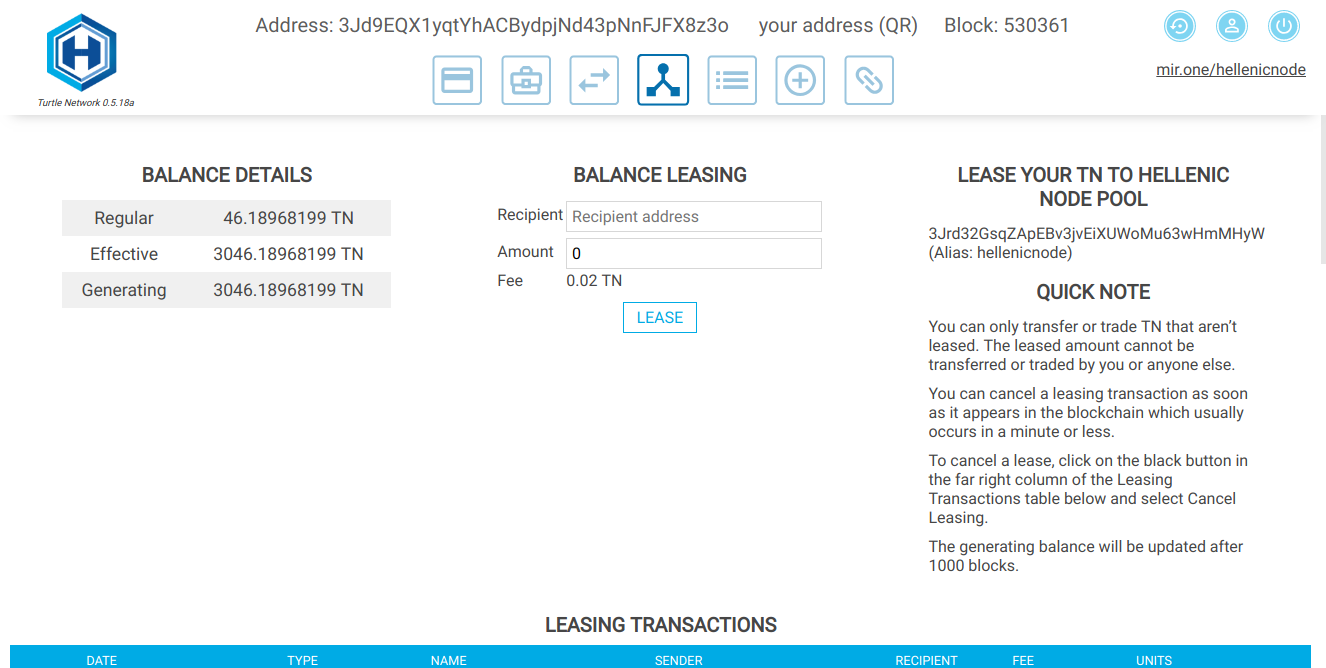 Address: 3Jd9EQX1yqtYhACBydpjNd43pNnFJFX8z3o your address (QR) Block: 530361
mir.one/hellenicnode
Turtle Network 0.5.18a
BALANCE DETAILS
Regular 46.18968199 TN
Effective 3046.18968199 TN
Generating 3046.18968199 TN
BALANCE LEASING
Recipient Recipient address
Amount 0
Fee 0.02 TN
LEASE
LEASE YOUR TN TO HELLENIC
NODE POOL
3Jrd32GsqZApEBv3jvEiXUWoMu63wHmMHyW
(Alias: hellenicnode)
QUICK NOTE
You can only transfer or trade TN that aren’t
leased. The leased amount cannot be
transferred or traded by you or anyone else.
You can cancel a leasing transaction as soon
as it appears in the blockchain which usually
occurs in a minute or less.
To cancel a lease, click on the black button in
the far right column of the Leasing
Transactions table below and select Cancel
Leasing.
The generating balance will be updated after
1000 blocks.
LEASING TRANSACTIONS
DATE TYPE NAME SENDER RECIPIENT FEE UNITS